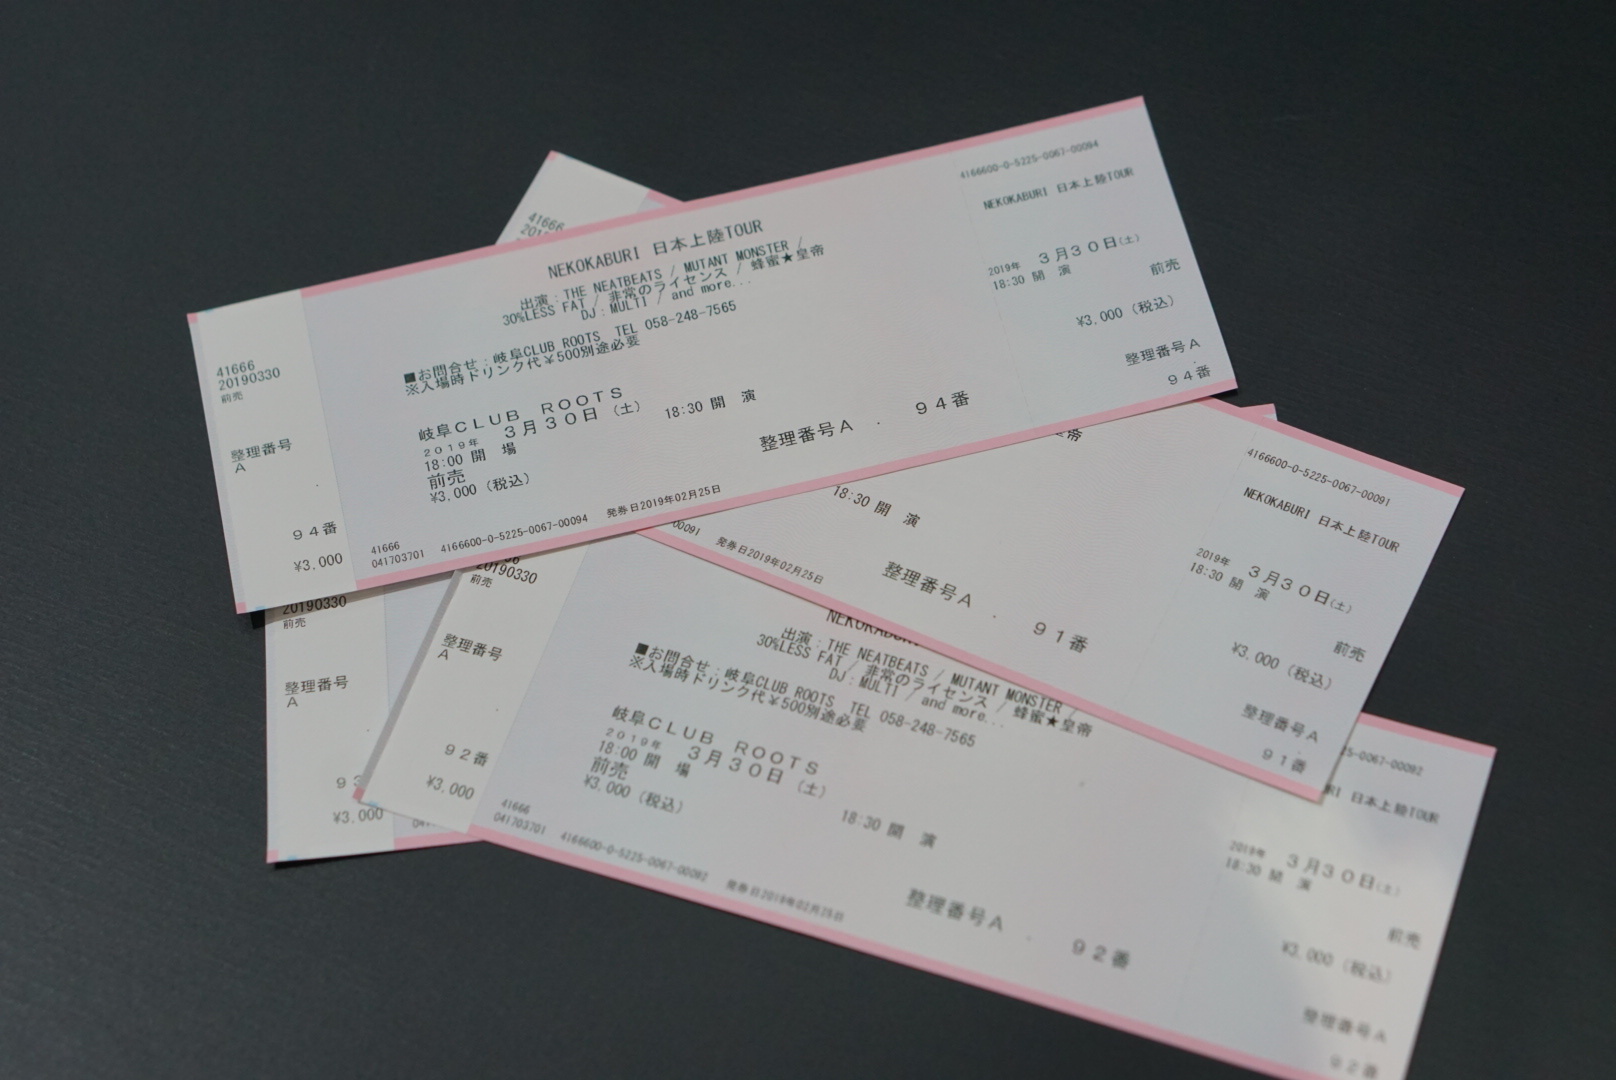 41666
20190330
前売
整理番号
A
94番
¥3,000
NEKOKABURI 日本上陸TOUR
出演：THE NEATBEATS / MUTANT MONSTER /
30%LESS FAT / 非常のライセンス / 蜂蜜★皇帝
DJ：MULTI / and more...
■お問合せ：岐阜CLUB ROOTS TEL 058-248-7565
※入場時ドリンク代￥500別途必要
岐阜ＣＬＵＢ ＲＯＯＴＳ
２０１９年 ３月３０日（土） 18:30 開 演
18:00 開 場
前売
¥3,000（税込）
整理番号Ａ . ９４番
41666
041703701 4166600-0-5225-0067-00094 発券日2019年02月25日
4166600-0-5225-0067-00094
NEKOKABURI 日本上陸TOUR
2019年 ３月３０日（土）
18:30 開 演
前売
¥3,000（税込）
整理番号Ａ
９４番
41666
皇帝
18:30 開 演
整理番号Ａ . ９１番
00091 発券日2019年02月25日
4166600-0-5225-0067-00091
NEKOKABURI 日本上陸TOUR
2019年 ３月３０日（土）
18:30 開 演
前売
¥3,000（税込）
整理番号Ａ
９１番
20190330
前売
整理番号
A
９２番
¥3,000
NEKOKABURI
出演：THE NEATBEATS / MUTANT MONSTER /
30%LESS FAT / 非常のライセンス / 蜂蜜★皇帝
DJ：MULTI / and more...
■お問合せ：岐阜CLUB ROOTS TEL 058-248-7565
※入場時ドリンク代￥500別途必要
岐阜ＣＬＵＢ ＲＯＯＴＳ
２０１９年 ３月３０日（土） 18:30 開 演
18:00 開 場
前売
¥3,000（税込）
整理番号Ａ . ９２番
41666
041703701 4166600-0-5225-0067-00092 発券日2019年02月25日
25-0067-00092
BURI 日本上陸TOUR
2019年 ３月３０日（土）
18:30 開 演
前売
¥3,000（税込）
整理番号Ａ
９２番
20190330
前売
整理番号
A
¥3,000